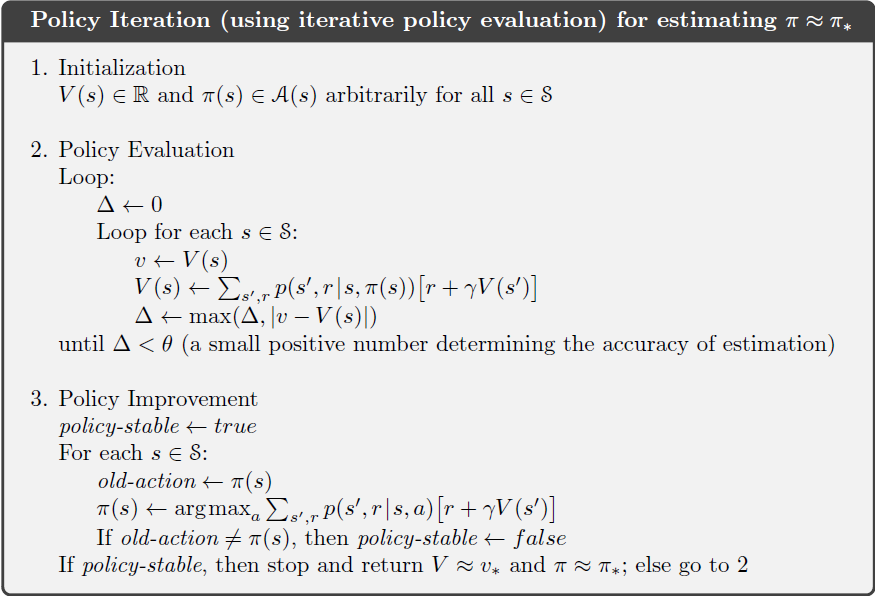 Policy Iteration (using iterative policy evaluation) for estimating π ≈ π∗
1. Initialization
V(s) ∈ ℝ and π(s) ∈ 𝒜(s) arbitrarily for all s ∈ 𝒮
2. Policy Evaluation
Loop:
Δ ← 0
Loop for each s ∈ 𝒮:
v ← V(s)
V(s) ← ∑s′,r p(s′, r|s, π(s))[r + γV(s′)]
Δ ← max(Δ, |v − V(s)|)
until Δ < θ (a small positive number determining the accuracy of estimation)
3. Policy Improvement
policy-stable ← true
For each s ∈ 𝒮:
old-action ← π(s)
π(s) ← argmaxa ∑s′,r p(s′, r|s, a)[r + γV(s′)]
If old-action ≠ π(s), then policy-stable ← false
If policy-stable, then stop and return V ≈ v∗ and π ≈ π∗; else go to 2